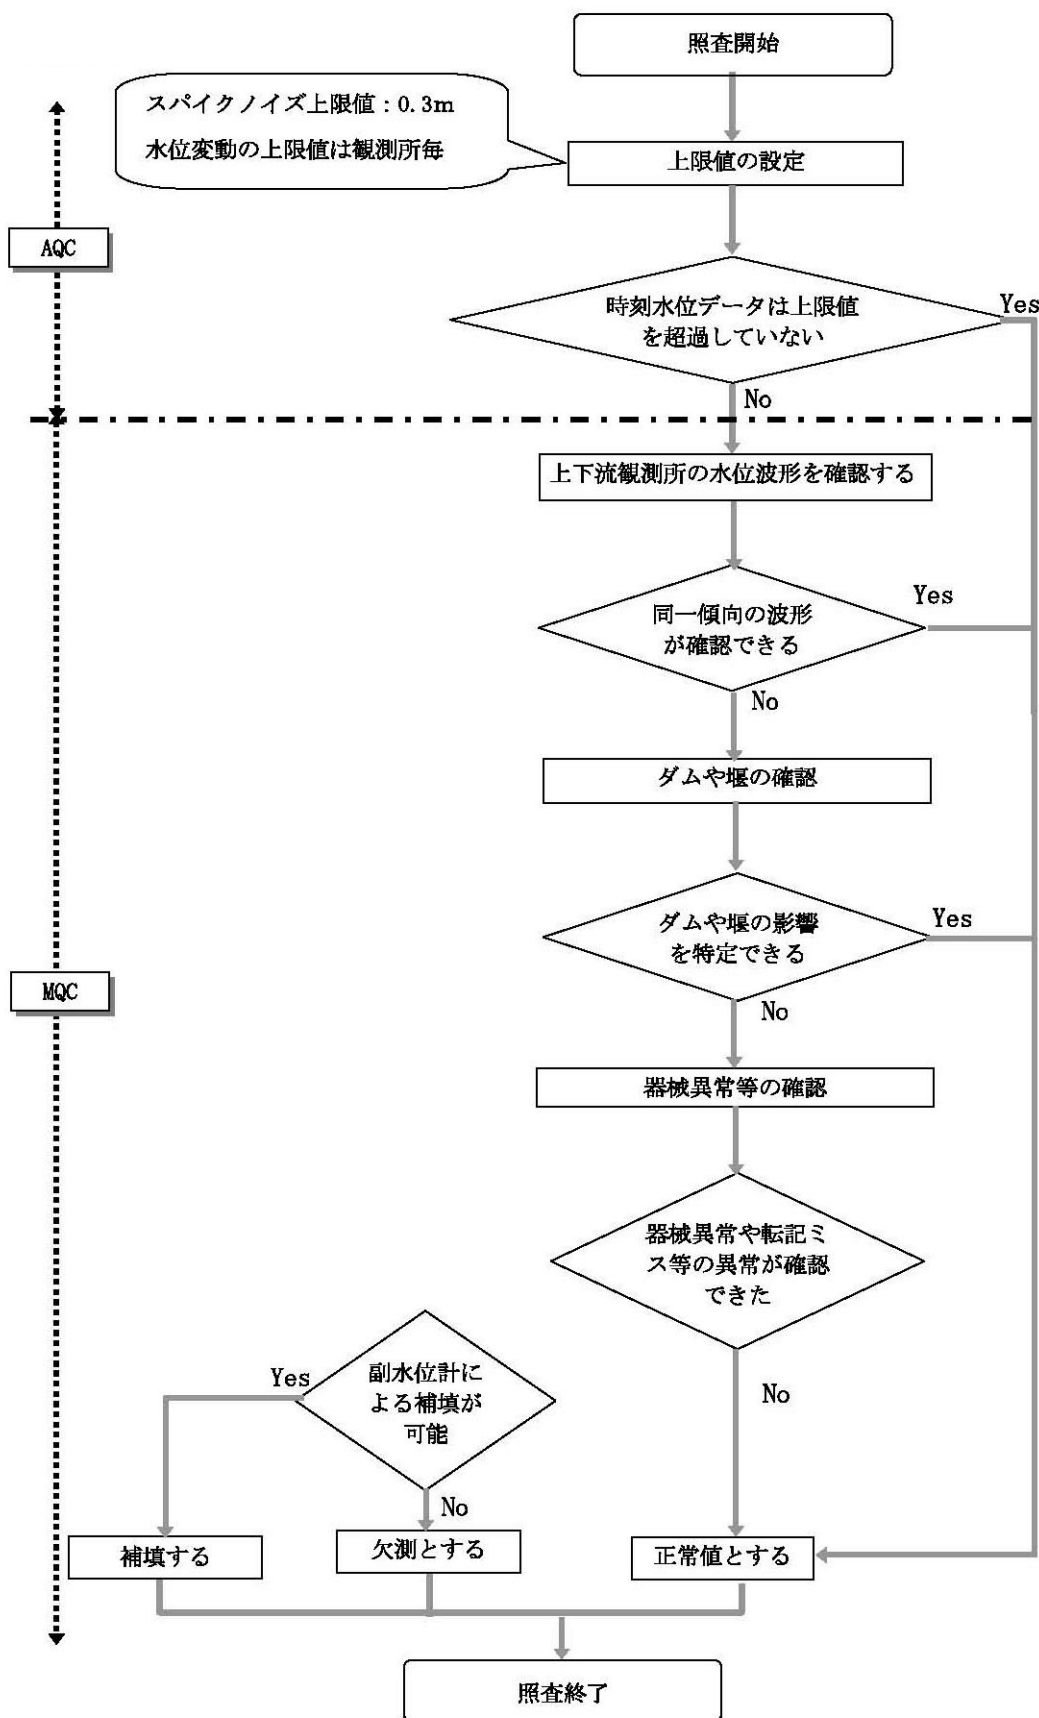 照査開始
スパイクノイズ上限値：0.3m
水位変動の上限値は観測所毎
上限値の設定
AQC
時刻水位データは上限値
を超過していない
Yes
No
上下流観測所の水位波形を確認する
同一傾向の波形
が確認できる
Yes
No
ダムや堰の確認
ダムや堰の影響
を特定できる
Yes
No
MQC
器械異常等の確認
器械異常や転記ミ
ス等の異常が確認
できた
No
副水位計に
よる補填が
可能
Yes
No
補填する
欠測とする
正常値とする
照査終了